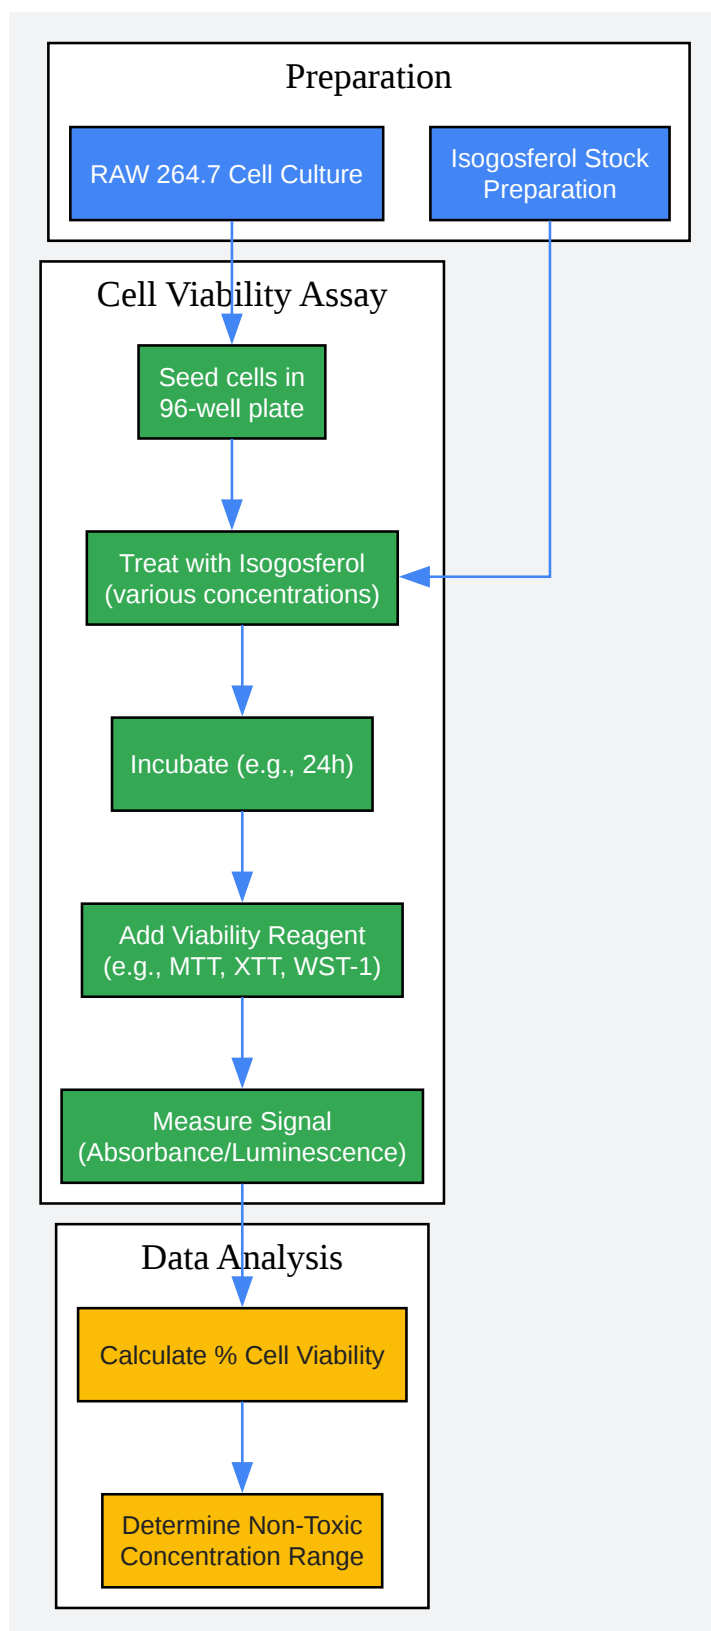 Preparation
RAW 264.7 Cell Culture
Isogosferol Stock
Preparation
Cell Viability Assay
Seed cells in
96-well plate
Treat with Isogosferol
(various concentrations)
Incubate (e.g., 24h)
Add Viability Reagent
(e.g., MTT, XTT, WST-1)
Measure Signal
(Absorbance/Luminescence)
Data Analysis
Calculate % Cell Viability
Determine Non-Toxic
Concentration Range